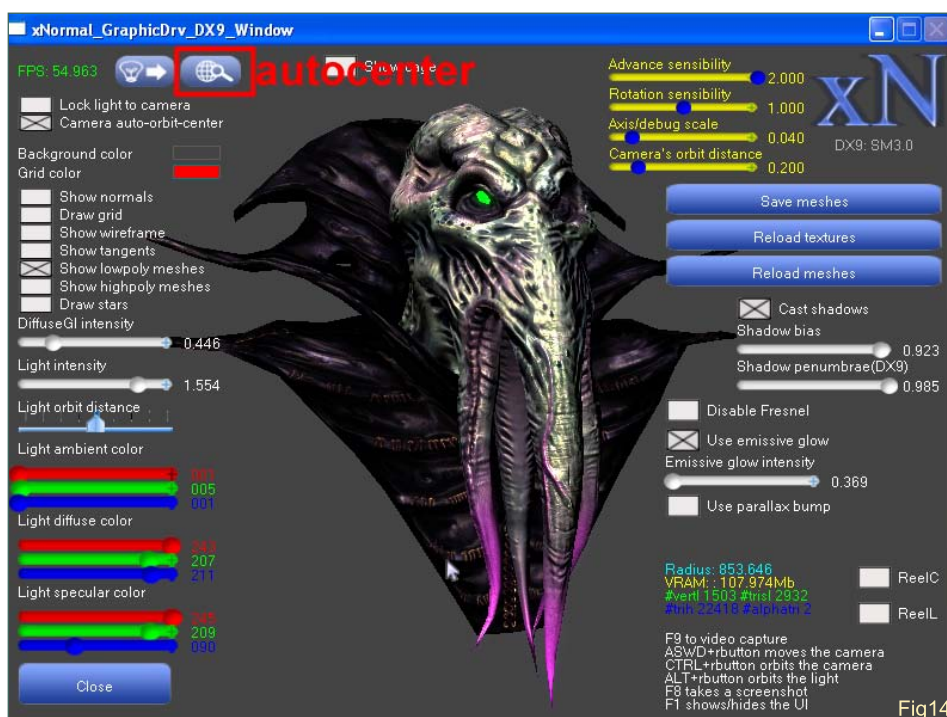 xNormal_GraphicDrv_DX9_Window
FPS: 54.963
autocenter
Show cage
Lock light to camera
Camera auto-orbit-center
Background color
Grid color
Show normals
Draw grid
Show wireframe
Show tangents
Show lowpoly meshes
Show highpoly meshes
Draw stars
DiffuseGI intensity
0.446
Light intensity
1.554
Light orbit distance
Light ambient color
001
005
001
Light diffuse color
243
207
211
Light specular color
245
209
090
Close
Advance sensibility
2.000
Rotation sensibility
1.000
Axis/debug scale
0.040
Camera's orbit distance
0.200
xN
DX9: SM3.0
Save meshes
Reload textures
Reload meshes
Cast shadows
Shadow bias
0.923
Shadow penumbrae(DX9)
0.985
Disable Fresnel
Use emissive glow
Emissive glow intensity
0.369
Use parallax bump
Radius: 853.646
VRAM: : 107.974Mb
#vertl 1503 #trisl 2932
#trih 22418 #alphatri 2
ReelC
ReelL
F9 to video capture
ASWD+rbutton moves the camera
CTRL+rbutton orbits the camera
ALT+rbutton orbits the light
F8 takes a screenshot
F1 shows/hides the UI
Fig14